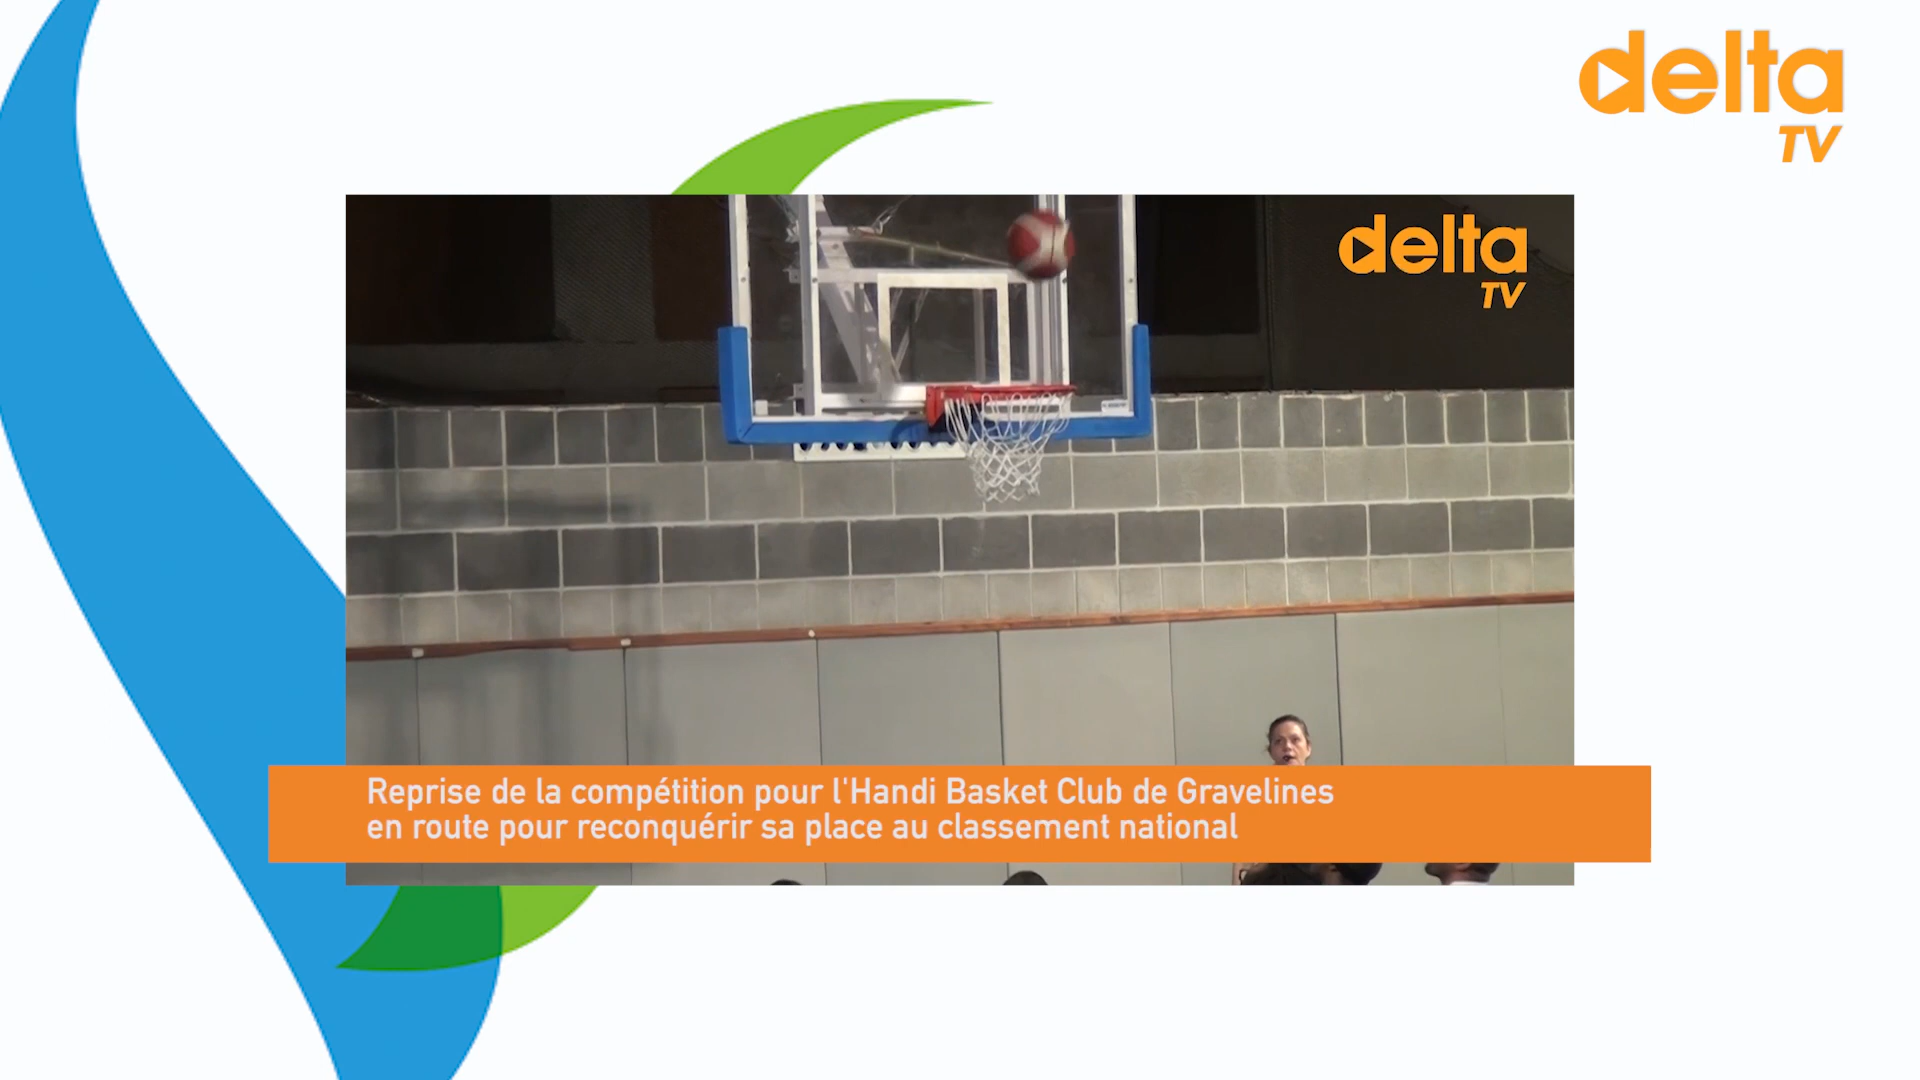 delta
TV
delta
TV
Reprise de la compétition pour l'Handi Basket Club de Gravelines
en route pour reconquérir sa place au classement national